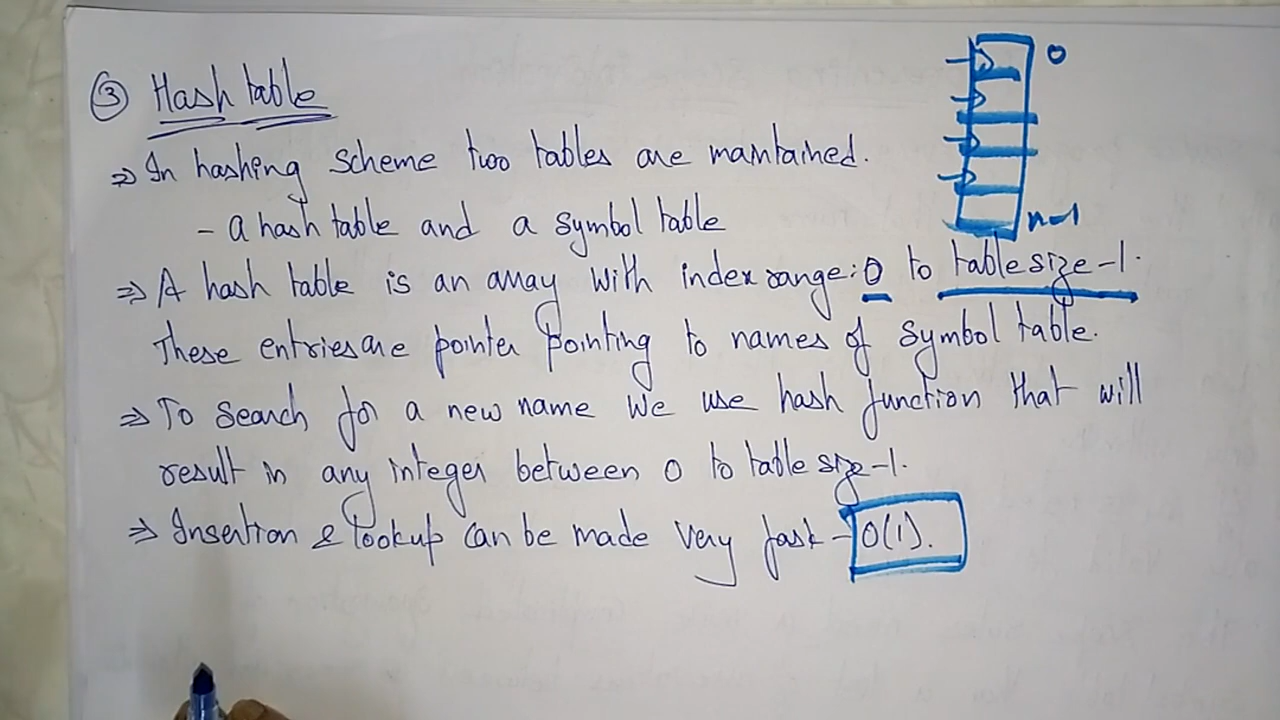 ③ Hash table
⇒ In hashing scheme two tables are maintained.
- a hash table and a symbol table
⇒ A hash table is an array with index range: 0 to tablesize-1.
These entries are pointer pointing to names of symbol table.
⇒ To search for a new name we use hash function that will
result in any integer between 0 to table size-1.
⇒ Insertion & lookup can be made very fast - O(1).
0
n-1